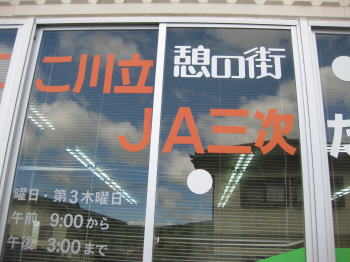 こ川立 憩の街
JA三次
曜日・第3木曜日
午前 9:00から
午後 3:00まで